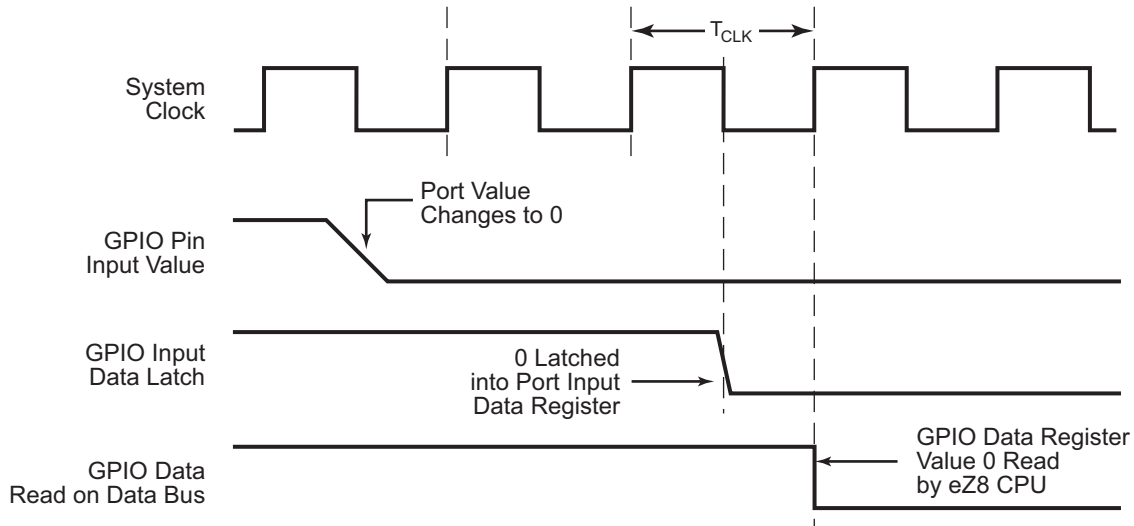 T_CLK
System
Clock
Port Value
Changes to 0
GPIO Pin
Input Value
GPIO Input
Data Latch
0 Latched
into Port Input
Data Register
GPIO Data
Read on Data Bus
GPIO Data Register
Value 0 Read
by eZ8 CPU